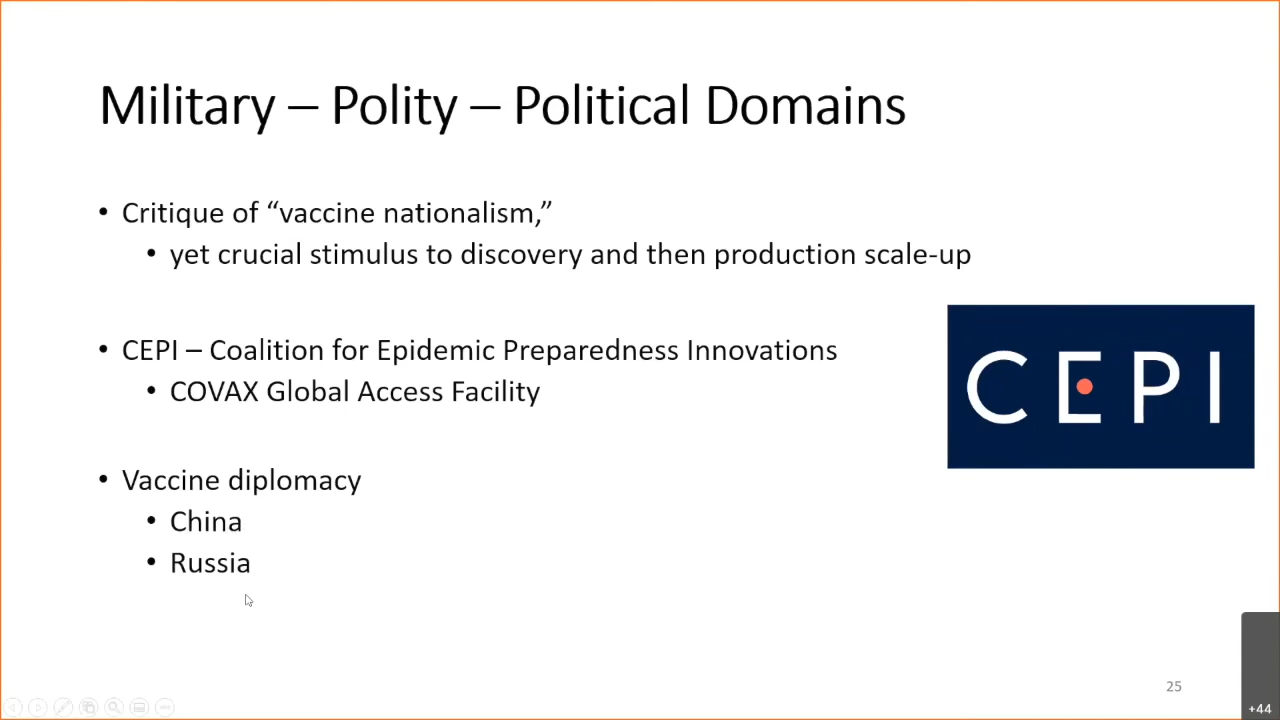 Military – Polity – Political Domains
• Critique of “vaccine nationalism,”
• yet crucial stimulus to discovery and then production scale-up
• CEPI – Coalition for Epidemic Preparedness Innovations
• COVAX Global Access Facility
CEPI
• Vaccine diplomacy
• China
• Russia
25
+44